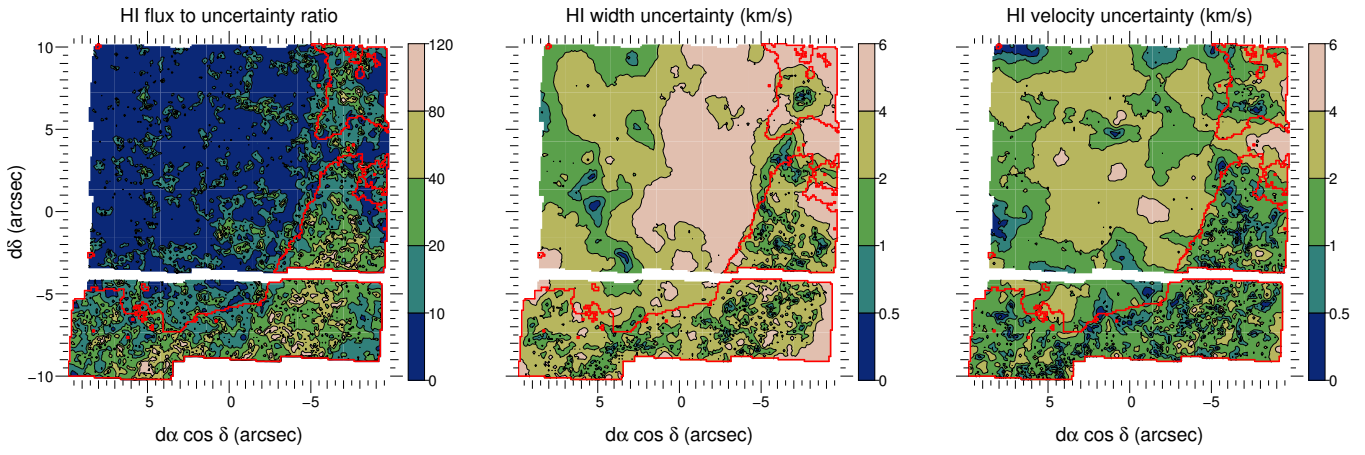 HI flux to uncertainty ratio
HI width uncertainty (km/s)
HI velocity uncertainty (km/s)
10
5
0
−5
−10
dδ (arcsec)
5 0 −5
dα cos δ (arcsec)
120
80
40
20
10
0
5 0 −5
dα cos δ (arcsec)
6
4
2
1
0.5
0
5 0 −5
dα cos δ (arcsec)
6
4
2
1
0.5
0